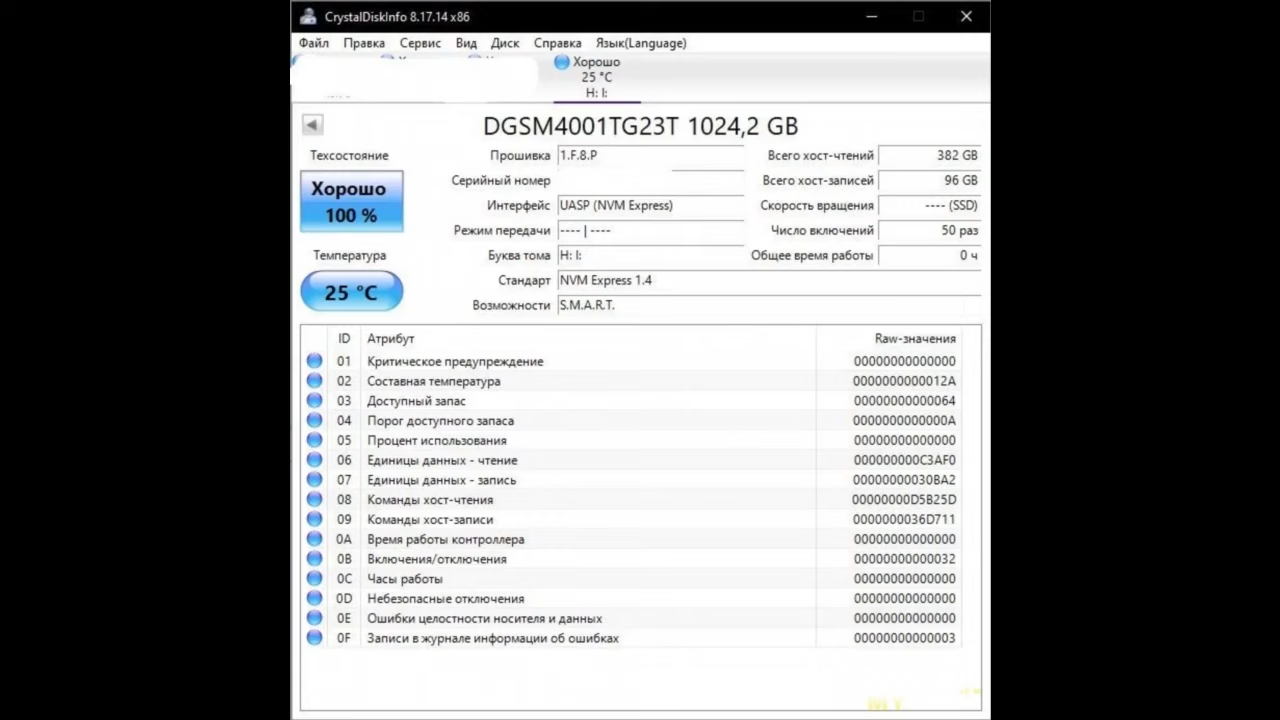 CrystalDiskInfo 8.17.14 x86
Файл Правка Сервис Вид Диск Справка Язык(Language)
Хорошо
25 °C
H: I:
DGSM4001TG23T 1024,2 GB
Техсостояние
Хорошо
100 %
Температура
25 °C
Прошивка 1.F.8.P
Серийный номер
Интерфейс UASP (NVM Express)
Режим передачи ---- | ----
Буква тома H: I:
Стандарт NVM Express 1.4
Возможности S.M.A.R.T.
Всего хост-чтений 382 GB
Всего хост-записей 96 GB
Скорость вращения ---- (SSD)
Число включений 50 раз
Общее время работы 0 ч
ID Атрибут Raw-значения
01 Критическое предупреждение 00000000000000
02 Составная температура 0000000000012A
03 Доступный запас 00000000000064
04 Порог доступного запаса 0000000000000A
05 Процент использования 00000000000000
06 Единицы данных - чтение 000000000C3AF0
07 Единицы данных - запись 00000000030BA2
08 Команды хост-чтения 00000000D5B25D
09 Команды хост-записи 0000000036D711
0A Время работы контроллера 00000000000000
0B Включения/отключения 00000000000032
0C Часы работы 00000000000000
0D Небезопасные отключения 00000000000000
0E Ошибки целостности носителя и данных 00000000000000
0F Записи в журнале информации об ошибках 00000000000003